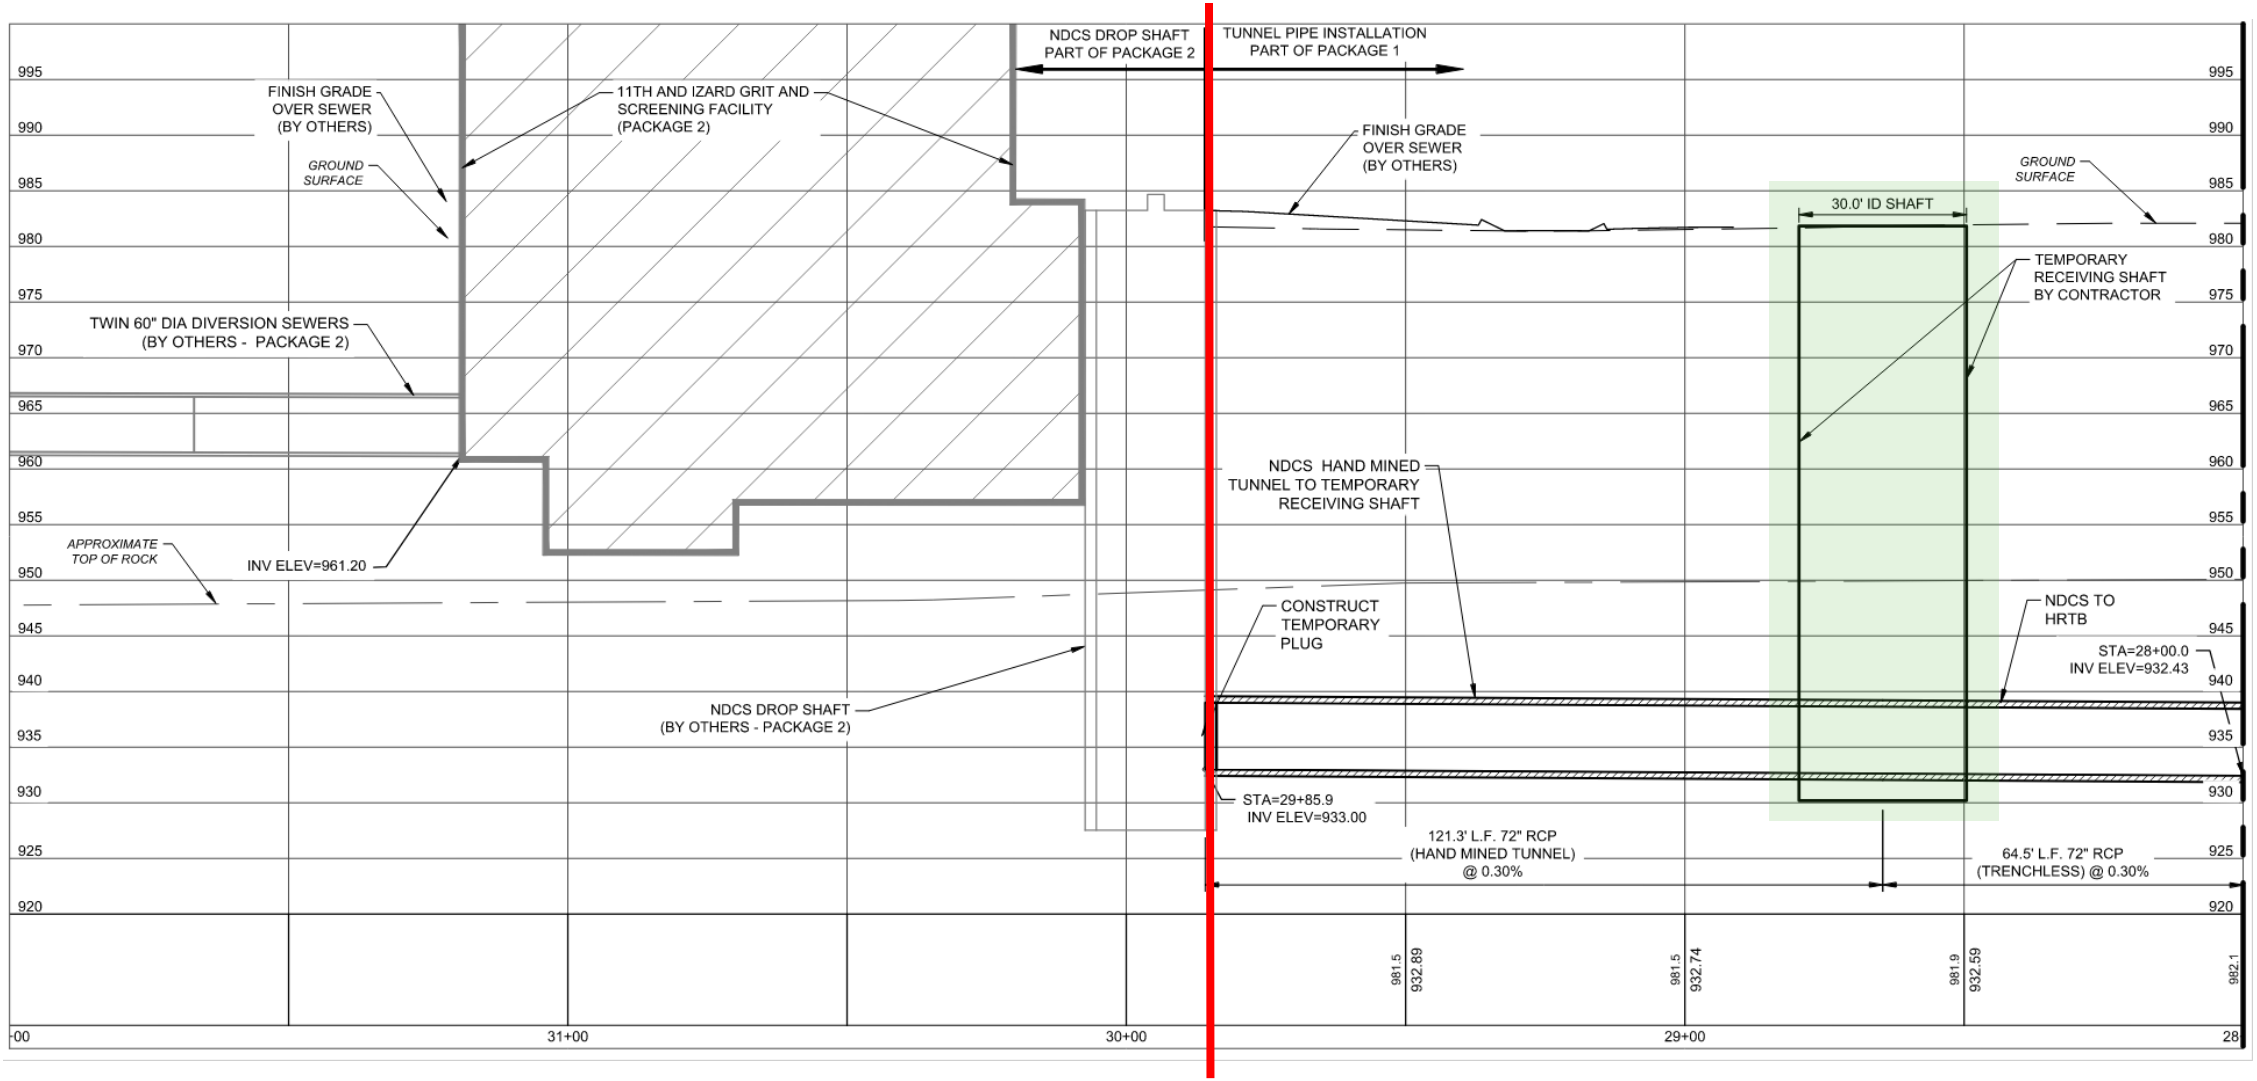 NDCS DROP SHAFT
PART OF PACKAGE 2
TUNNEL PIPE INSTALLATION
PART OF PACKAGE 1
995
995
FINISH GRADE
OVER SEWER
(BY OTHERS)
11TH AND IZARD GRIT AND
SCREENING FACILITY
(PACKAGE 2)
990
990
FINISH GRADE
OVER SEWER
(BY OTHERS)
GROUND
SURFACE
GROUND
SURFACE
985
985
30.0' ID SHAFT
980
980
TEMPORARY
RECEIVING SHAFT
BY CONTRACTOR
975
975
TWIN 60" DIA DIVERSION SEWERS
(BY OTHERS - PACKAGE 2)
970
970
965
965
960
960
NDCS HAND MINED
TUNNEL TO TEMPORARY
RECEIVING SHAFT
955
955
APPROXIMATE
TOP OF ROCK
INV ELEV=961.20
950
950
CONSTRUCT
TEMPORARY
PLUG
NDCS TO
HRTB
945
945
STA=28+00.0
INV ELEV=932.43
940
940
NDCS DROP SHAFT
(BY OTHERS - PACKAGE 2)
935
935
930
930
STA=29+85.9
INV ELEV=933.00
121.3' L.F. 72" RCP
(HAND MINED TUNNEL)
@ 0.30%
64.5' L.F. 72" RCP
(TRENCHLESS) @ 0.30%
925
925
920
920
981.5
932.89
981.5
932.74
981.9
932.59
982.1
-00
31+00
30+00
29+00
28